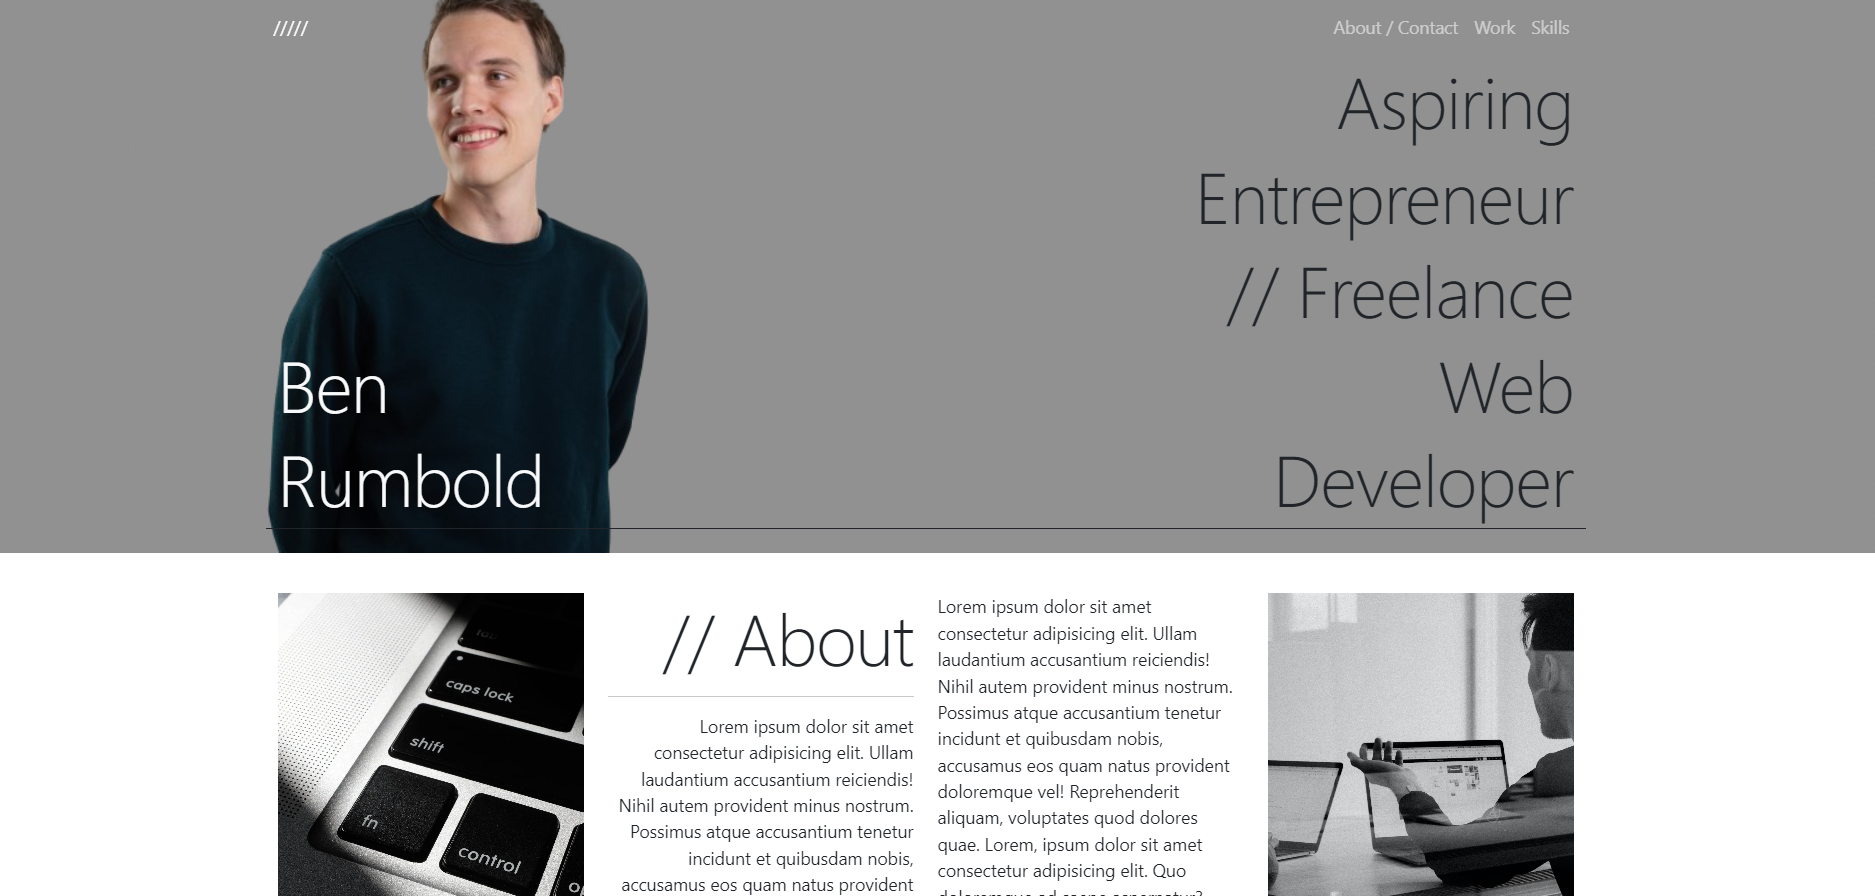 /////
About / Contact Work Skills
Aspiring
Entrepreneur
// Freelance
Web
Developer
Ben
Rumbold
// About
Lorem ipsum dolor sit amet
consectetur adipisicing elit. Ullam
laudantium accusantium reiciendis!
Nihil autem provident minus nostrum.
Possimus atque accusantium tenetur
incidunt et quibusdam nobis,
accusamus eos quam natus provident
Lorem ipsum dolor sit amet
consectetur adipisicing elit. Ullam
laudantium accusantium reiciendis!
Nihil autem provident minus nostrum.
Possimus atque accusantium tenetur
incidunt et quibusdam nobis,
accusamus eos quam natus provident
doloremque vel! Reprehenderit
aliquam, voluptates quod dolores
quae. Lorem, ipsum dolor sit amet
consectetur adipisicing elit. Quo
tab
caps lock
shift
fn
control